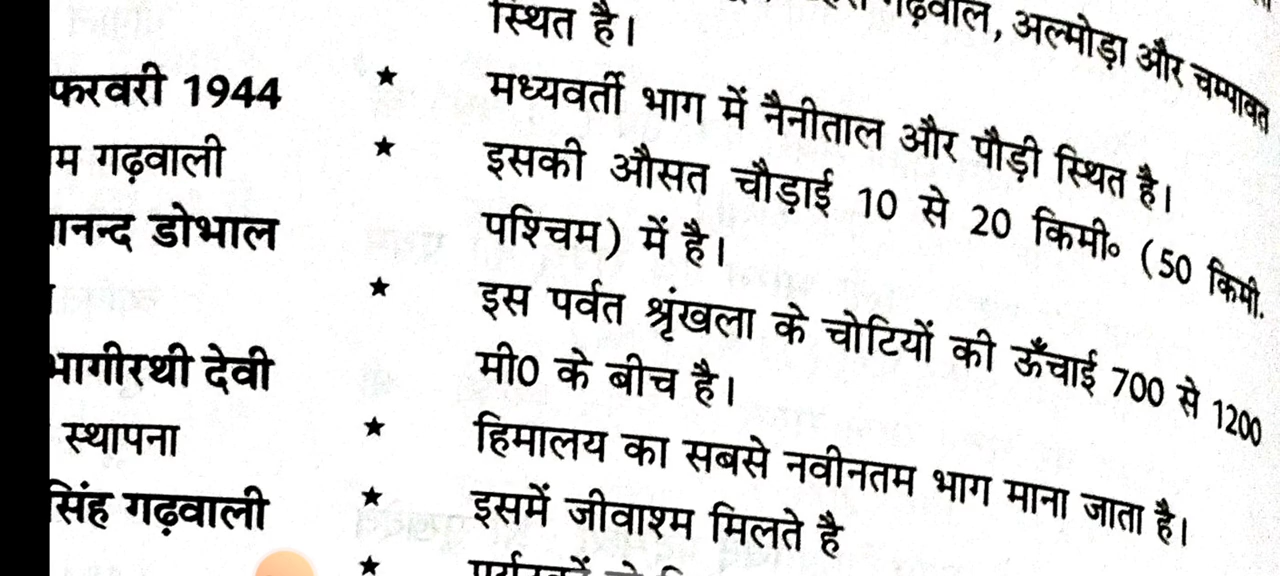 गढ़वाल, अल्मोड़ा और चम्पावत
स्थित है।
फरवरी 1944
म गढ़वाली
ानन्द डोभाल
भागीरथी देवी
स्थापना
सिंह गढ़वाली
★ मध्यवर्ती भाग में नैनीताल और पौड़ी स्थित है।
★ इसकी औसत चौड़ाई 10 से 20 किमी॰ (50 किमी.
पश्चिम) में है।
★ इस पर्वत श्रृंखला के चोटियों की ऊँचाई 700 से 1200
मी0 के बीच है।
★ हिमालय का सबसे नवीनतम भाग माना जाता है।
★ इसमें जीवाश्म मिलते है
★